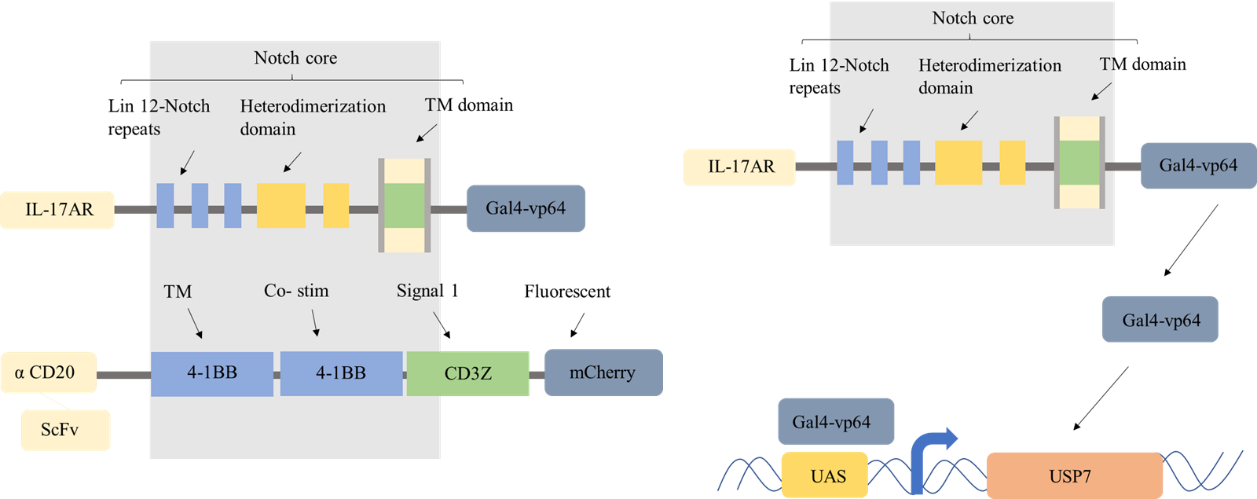 Notch core
Lin 12-Notch
repeats
Heterodimerization
domain
TM domain
IL-17AR
Gal4-vp64
TM
Co- stim
Signal 1
Fluorescent
α CD20
4-1BB
4-1BB
CD3Z
mCherry
ScFv
Notch core
Lin 12-Notch
repeats
Heterodimerization
domain
TM domain
IL-17AR
Gal4-vp64
Gal4-vp64
Gal4-vp64
UAS
USP7